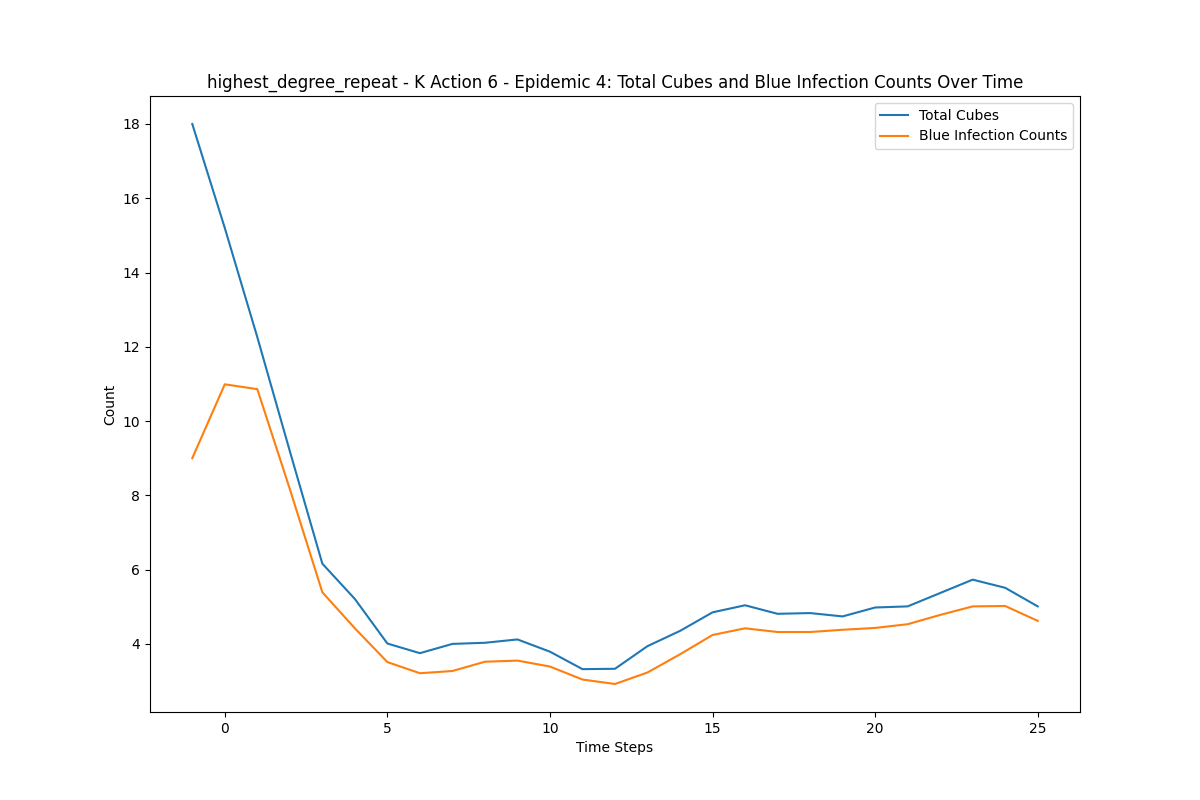 highest_degree_repeat - K Action 6 - Epidemic 4: Total Cubes and Blue Infection Counts Over Time
Total Cubes
Blue Infection Counts
18
16
14
12
10
8
6
4
Count
0 5 10 15 20 25
Time Steps